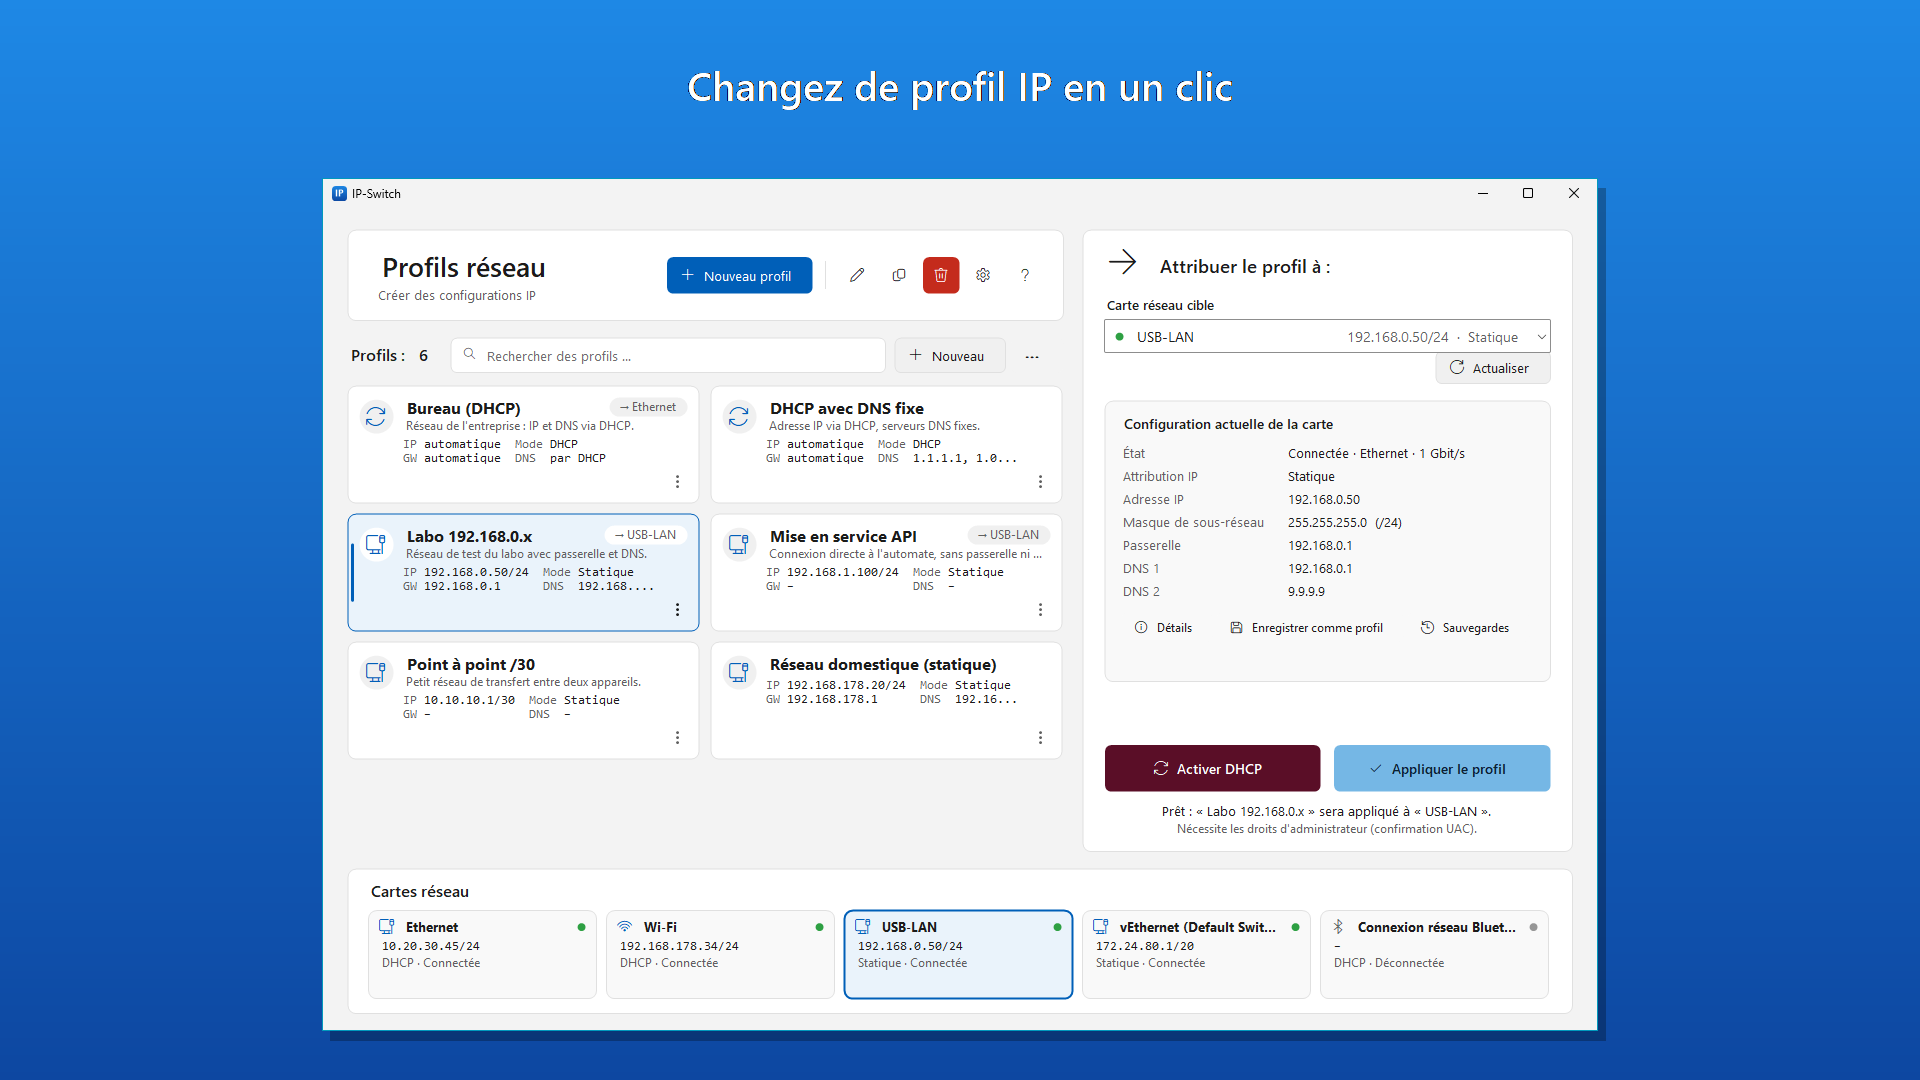 Changez de profil IP en un clic
IP IP-Switch
Profils réseau
Créer des configurations IP
Nouveau profil
?
Profils : 6
Rechercher des profils ...
Nouveau
...
Bureau (DHCP)
→ Ethernet
Réseau de l'entreprise : IP et DNS via DHCP.
IP automatique Mode DHCP
GW automatique DNS par DHCP
DHCP avec DNS fixe
Adresse IP via DHCP, serveurs DNS fixes.
IP automatique Mode DHCP
GW automatique DNS 1.1.1.1, 1.0...
Labo 192.168.0.x
→ USB-LAN
Réseau de test du labo avec passerelle et DNS.
IP 192.168.0.50/24 Mode Statique
GW 192.168.0.1 DNS 192.168....
Mise en service API
→ USB-LAN
Connexion directe à l'automate, sans passerelle ni ...
IP 192.168.1.100/24 Mode Statique
GW – DNS –
Point à point /30
Petit réseau de transfert entre deux appareils.
IP 10.10.10.1/30 Mode Statique
GW – DNS –
Réseau domestique (statique)
IP 192.168.178.20/24 Mode Statique
GW 192.168.178.1 DNS 192.16...
Attribuer le profil à :
Carte réseau cible
USB-LAN 192.168.0.50/24 · Statique
Actualiser
Configuration actuelle de la carte
État Connectée · Ethernet · 1 Gbit/s
Attribution IP Statique
Adresse IP 192.168.0.50
Masque de sous-réseau 255.255.255.0 (/24)
Passerelle 192.168.0.1
DNS 1 192.168.0.1
DNS 2 9.9.9.9
Détails Enregistrer comme profil Sauvegardes
Activer DHCP Appliquer le profil
Prêt : « Labo 192.168.0.x » sera appliqué à « USB-LAN ».
Nécessite les droits d'administrateur (confirmation UAC).
Cartes réseau
Ethernet
10.20.30.45/24
DHCP · Connectée
Wi-Fi
192.168.178.34/24
DHCP · Connectée
USB-LAN
192.168.0.50/24
Statique · Connectée
vEthernet (Default Swit...
172.24.80.1/20
Statique · Connectée
Connexion réseau Bluet...
–
DHCP · Déconnectée